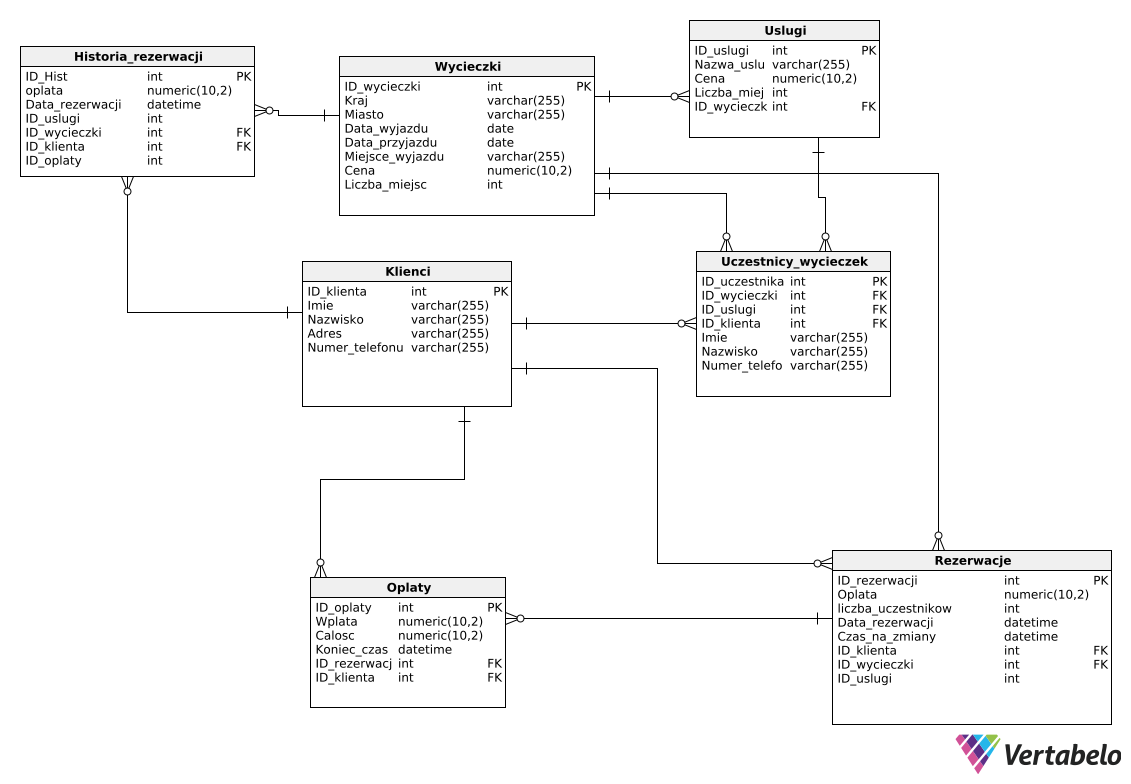 Historia_rezerwacji
ID_Hist int PK
oplata numeric(10,2)
Data_rezerwacji datetime
ID_uslugi int
ID_wycieczki int FK
ID_klienta int FK
ID_oplaty int
Wycieczki
ID_wycieczki int PK
Kraj varchar(255)
Miasto varchar(255)
Data_wyjazdu date
Data_przyjazdu date
Miejsce_wyjazdu varchar(255)
Cena numeric(10,2)
Liczba_miejsc int
Uslugi
ID_uslugi int PK
Nazwa_uslu varchar(255)
Cena numeric(10,2)
Liczba_miej int
ID_wycieczk int FK
Klienci
ID_klienta int PK
Imie varchar(255)
Nazwisko varchar(255)
Adres varchar(255)
Numer_telefonu varchar(255)
Uczestnicy_wycieczek
ID_uczestnika int PK
ID_wycieczki int FK
ID_uslugi int FK
ID_klienta int FK
Imie varchar(255)
Nazwisko varchar(255)
Numer_telefo varchar(255)
Oplaty
ID_oplaty int PK
Wplata numeric(10,2)
Calosc numeric(10,2)
Koniec_czas datetime
ID_rezerwacj int FK
ID_klienta int FK
Rezerwacje
ID_rezerwacji int PK
Oplata numeric(10,2)
liczba_uczestnikow int
Data_rezerwacji datetime
Czas_na_zmiany datetime
ID_klienta int FK
ID_wycieczki int FK
ID_uslugi int
Vertabelo